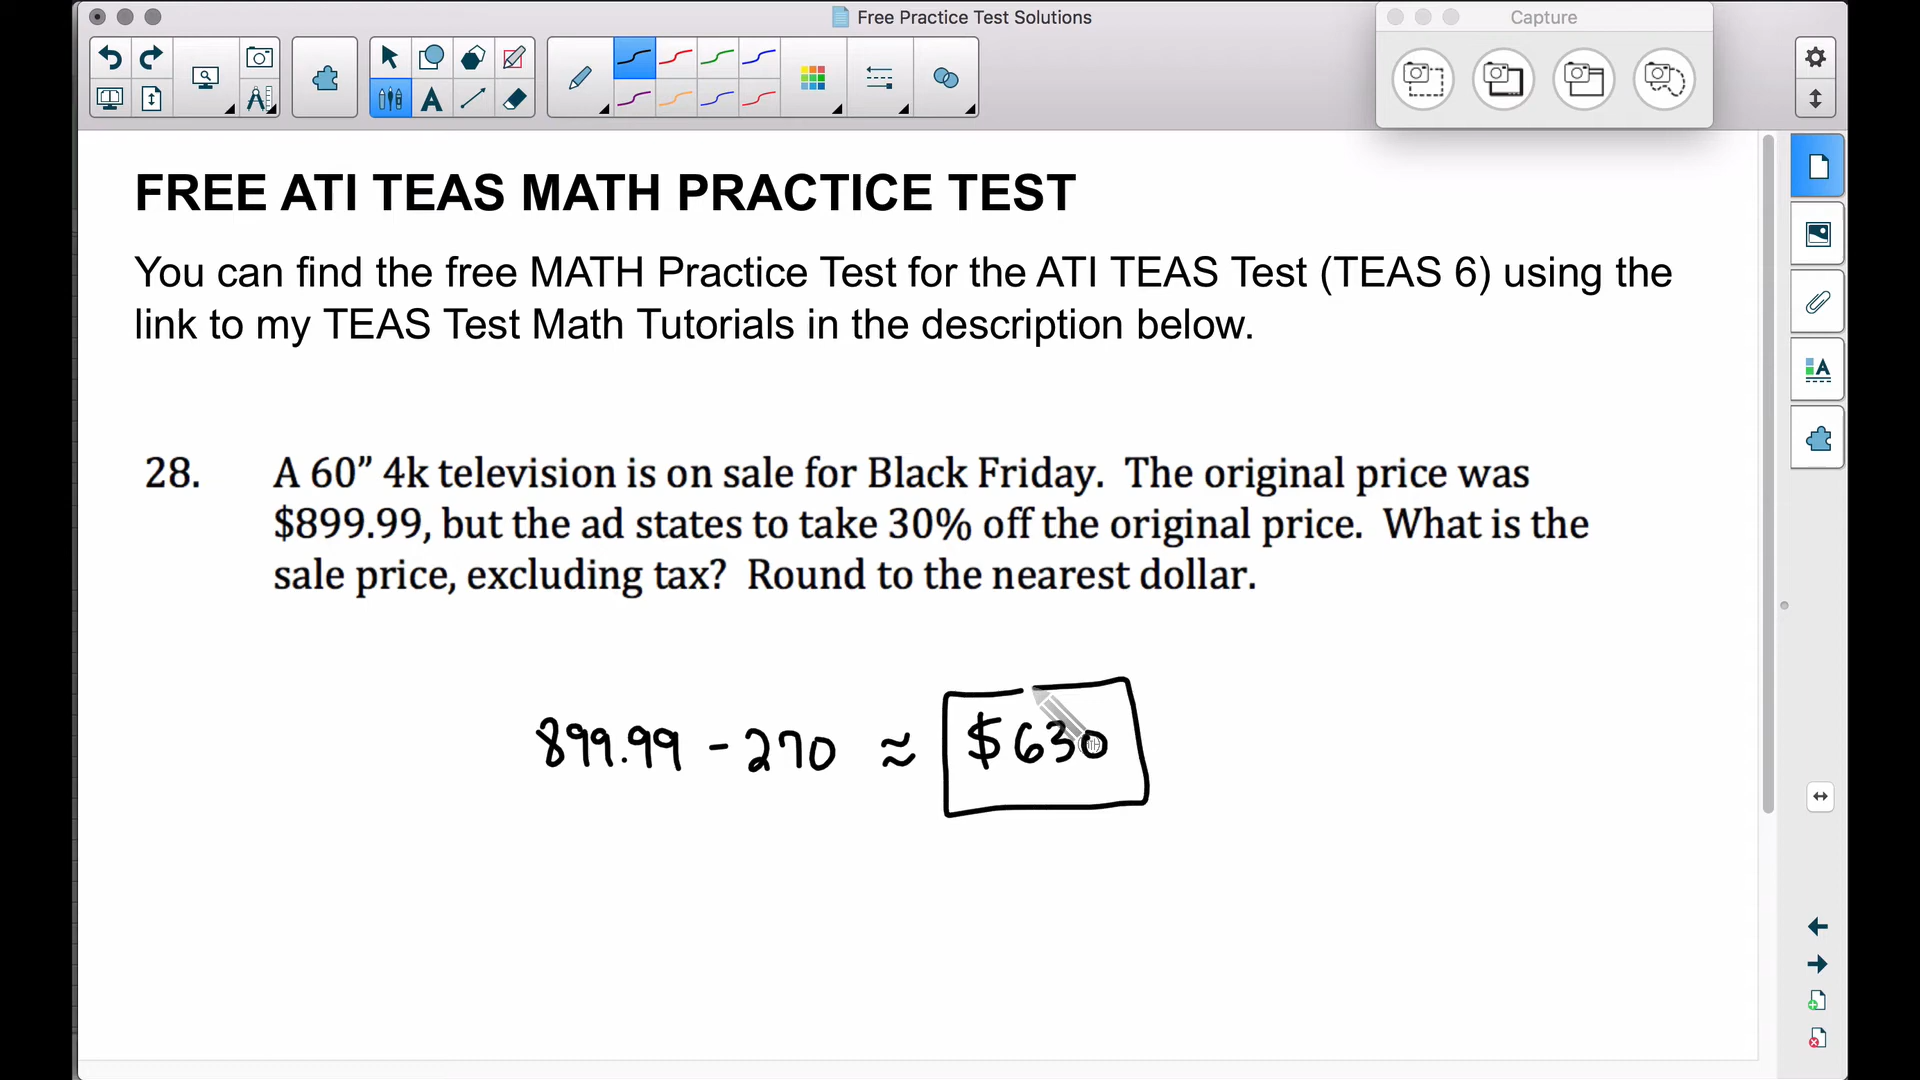 Free Practice Test Solutions
Capture
FREE ATI TEAS MATH PRACTICE TEST
You can find the free MATH Practice Test for the ATI TEAS Test (TEAS 6) using the
link to my TEAS Test Math Tutorials in the description below.
28. A 60” 4k television is on sale for Black Friday. The original price was
$899.99, but the ad states to take 30% off the original price. What is the
sale price, excluding tax? Round to the nearest dollar.
899.99 - 270 ≈ $630